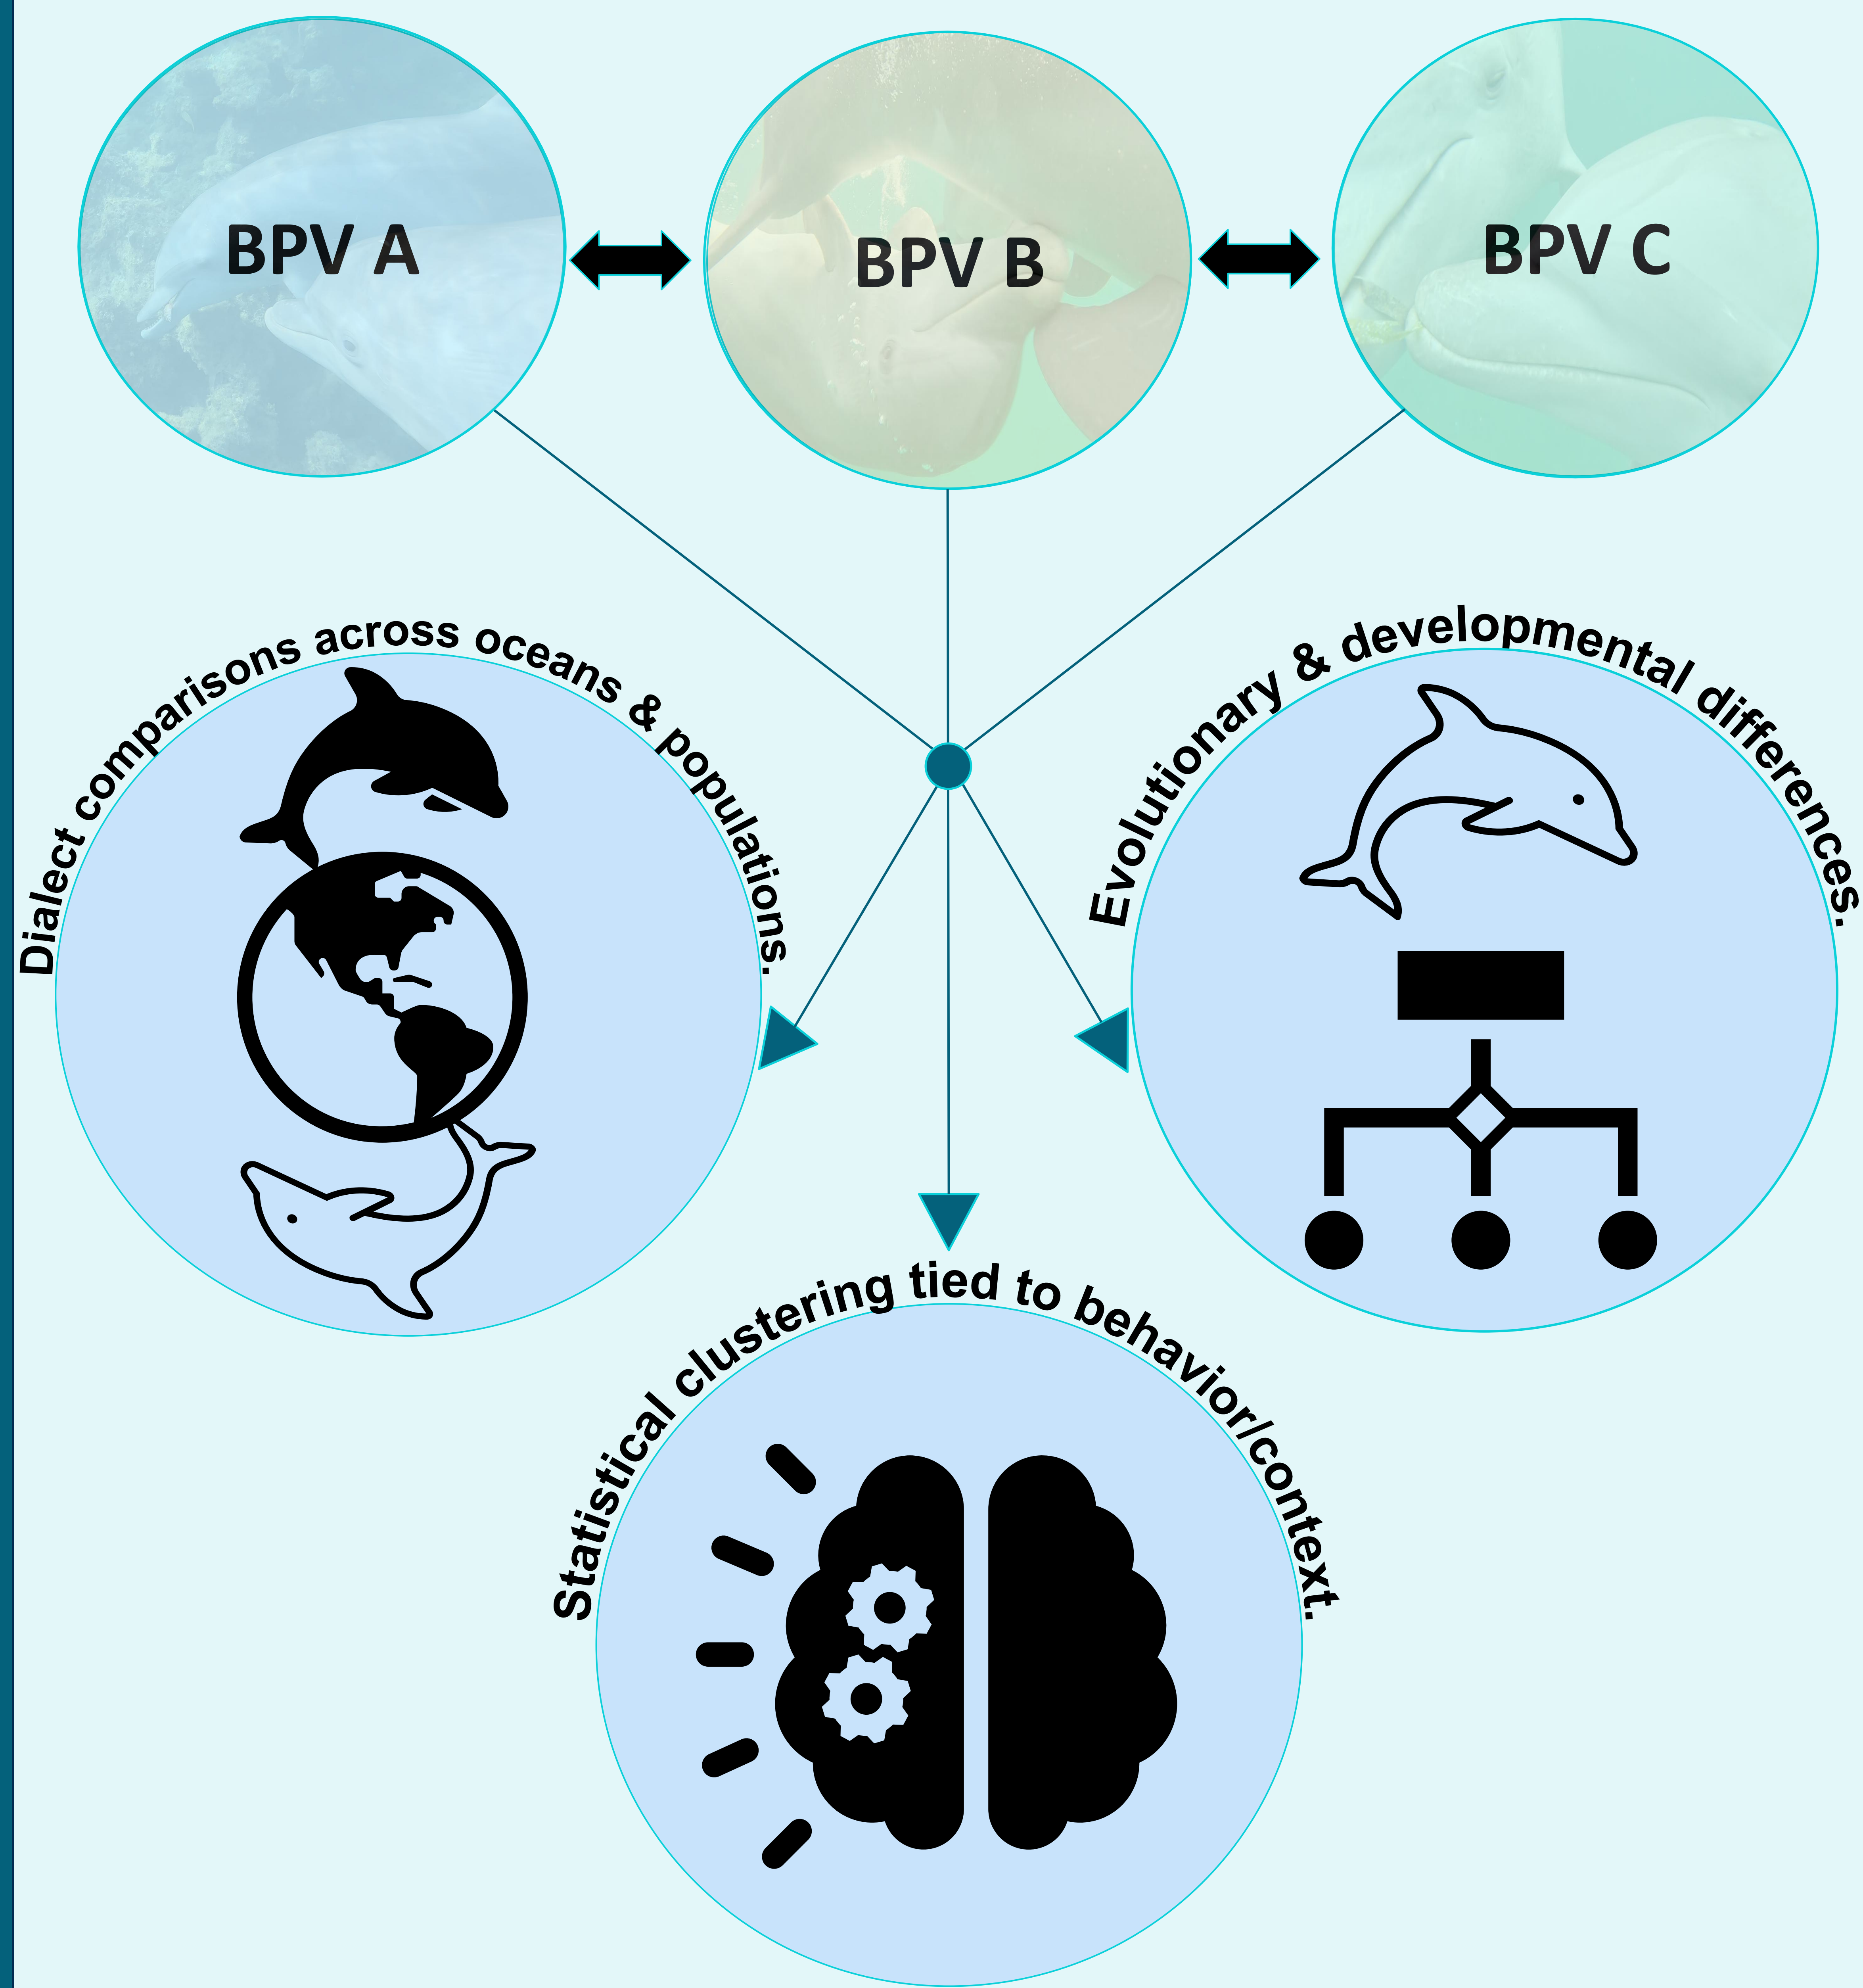 BPV A
BPV B
BPV C
Dialect comparisons across oceans & populations.
Evolutionary & developmental differences.
Statistical clustering tied to behavior/context.